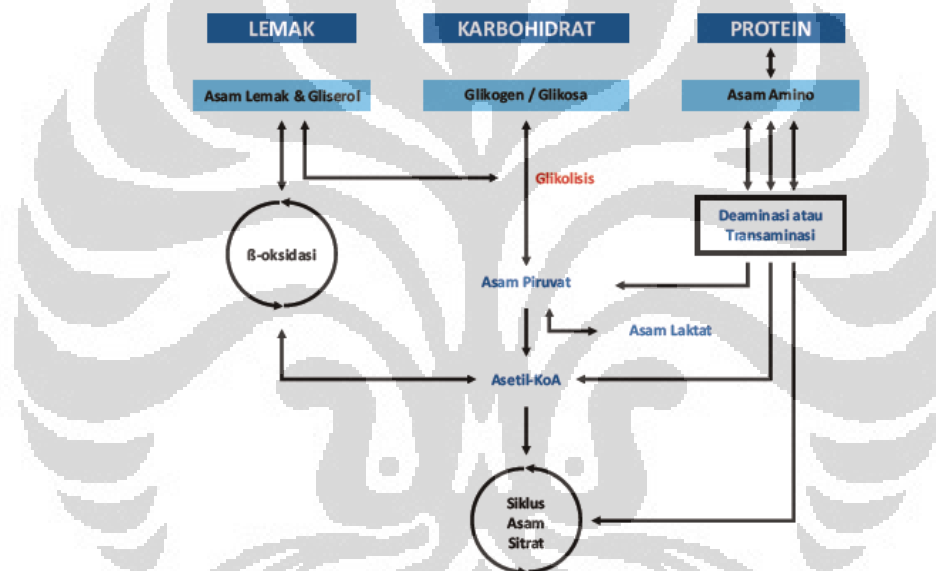 LEMAK
KARBOHIDRAT
PROTEIN
Asam Lemak & Gliserol
Glikogen / Glikosa
Asam Amino
Glikolisis
Deaminasi atau
Transaminasi
ß-oksidasi
Asam Piruvat
Asam Laktat
Asetil-KoA
Siklus
Asam
Sitrat